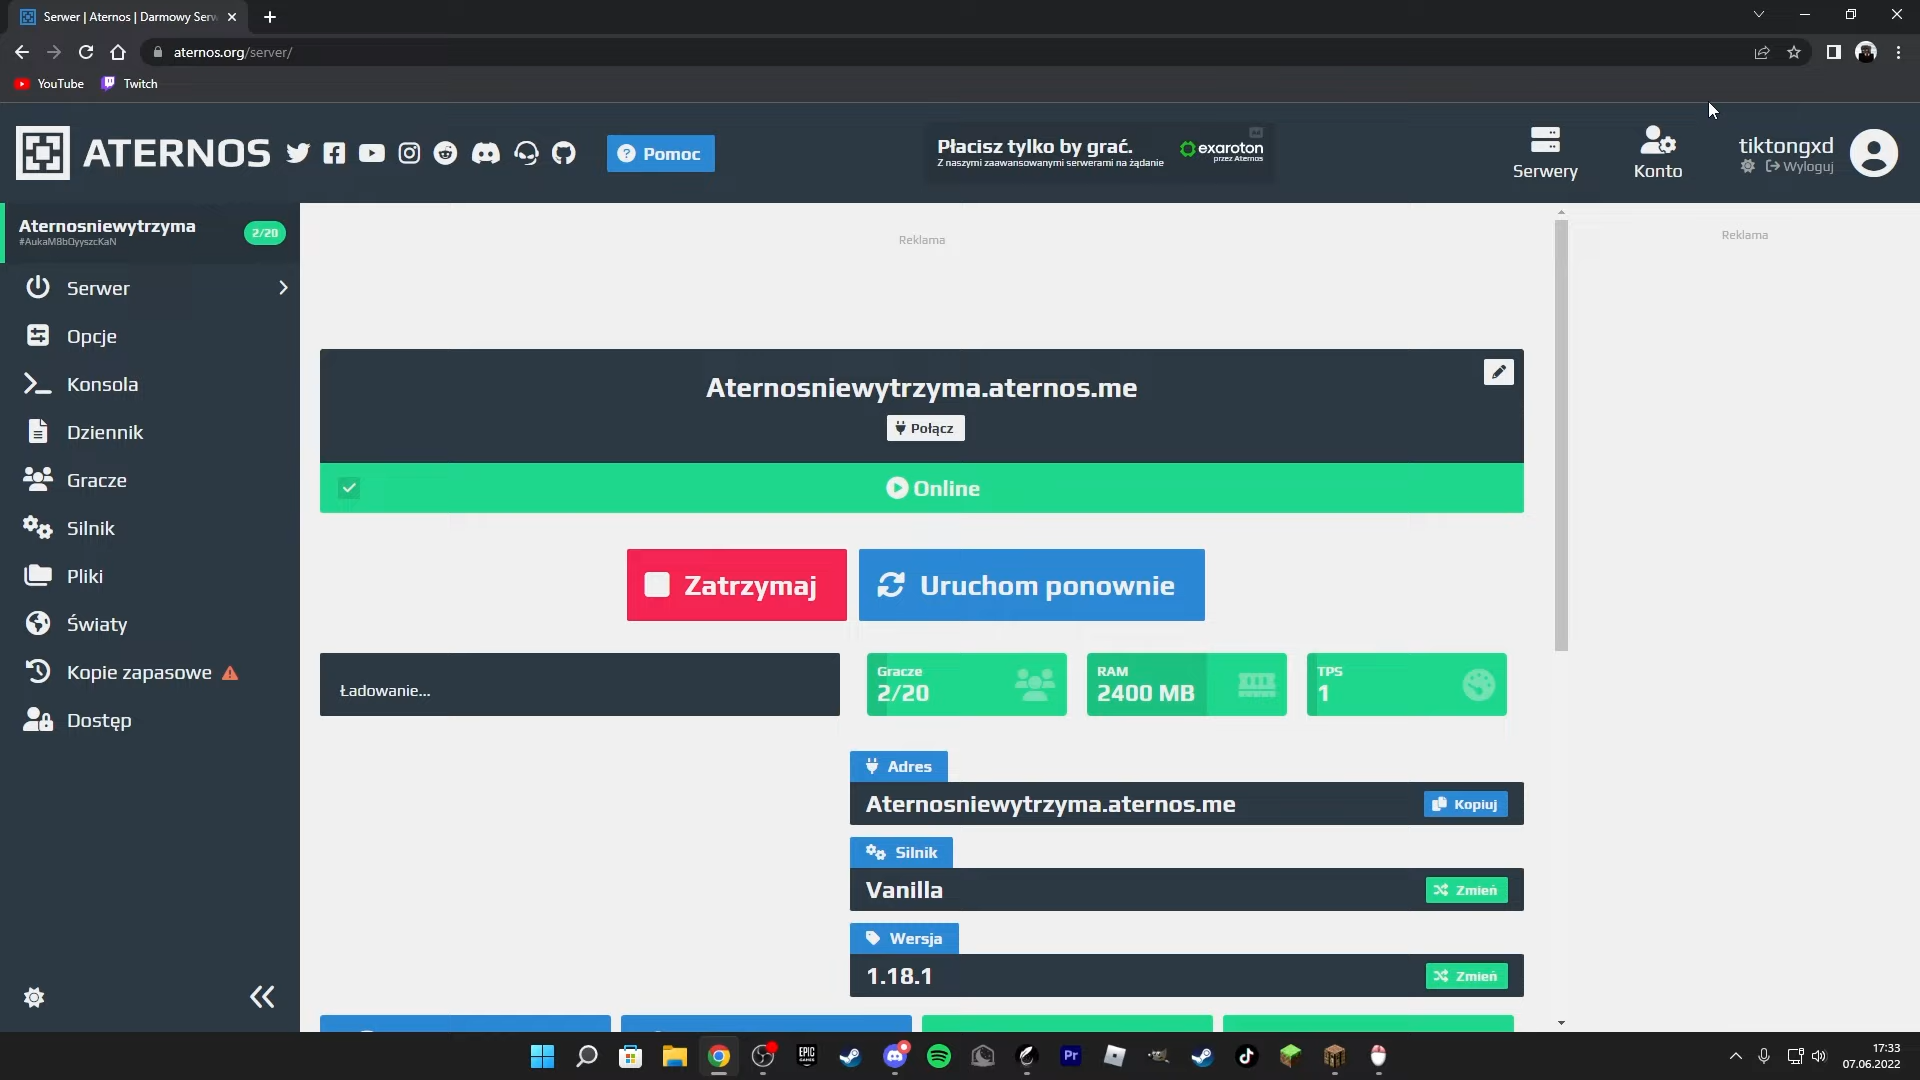 Serwer | Aternos | Darmowy Serw
aternos.org/server/
YouTube
Twitch
ATERNOS
Pomoc
Płacisz tylko by grać.
Z naszymi zaawansowanymi serwerami na żądanie
Ad
exaroton
przez Aternos
Serwery
Konto
tiktongxd
Wyloguj
Aternosniewytrzyma
2/20
Serwer
Opcje
Konsola
Dziennik
Gracze
Silnik
Pliki
Światy
Kopie zapasowe
Dostęp
Reklama
Reklama
Aternosniewytrzyma.aternos.me
Połącz
Online
Zatrzymaj
Uruchom ponownie
Ładowanie...
Gracze
2/20
RAM
2400 MB
TPS
1
Adres
Aternosniewytrzyma.aternos.me
Kopiuj
Silnik
Vanilla
Zmień
Wersja
1.18.1
Zmień
EPIC
GAMES
Pr
17:33
07.06.2022